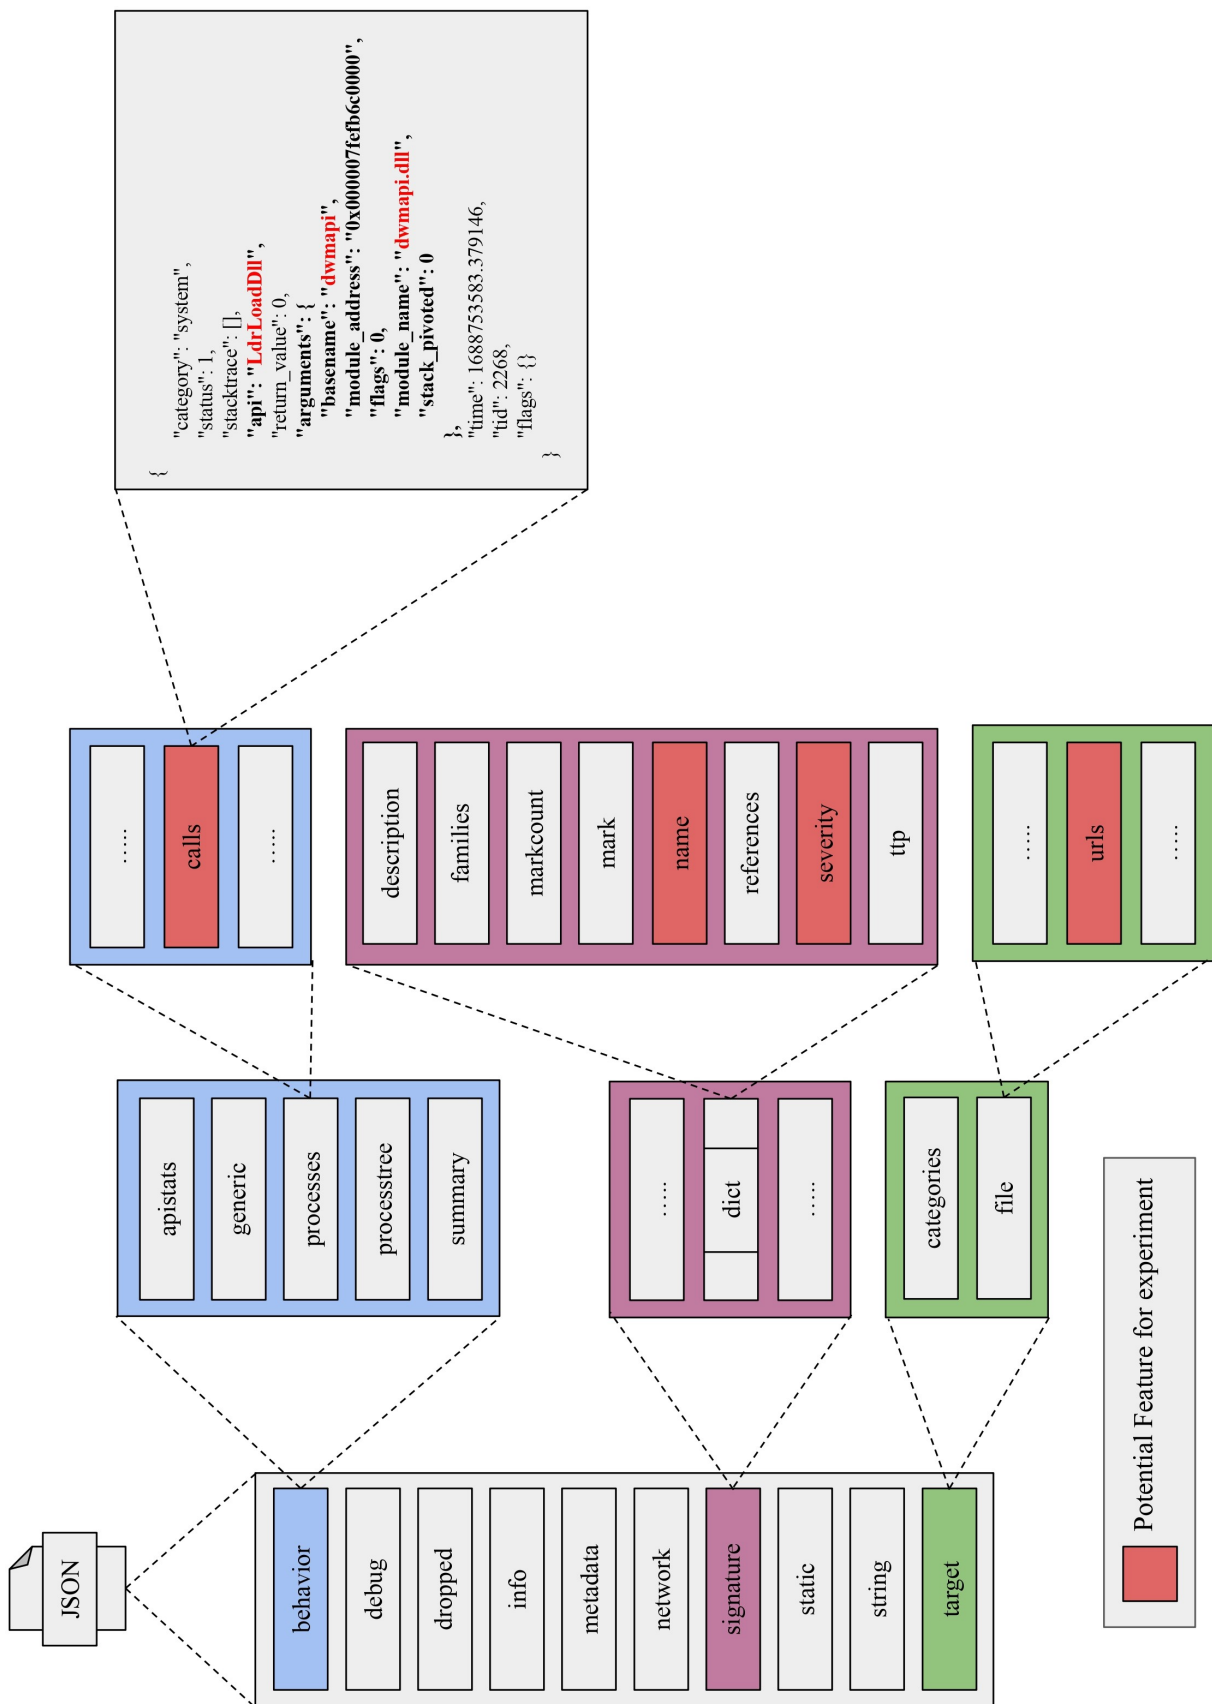 JSON
behavior
debug
dropped
info
metadata
network
signature
static
string
target
apistats
generic
processes
processtree
summary
.....
dict
.....
categories
file
.....
calls
.....
description
families
markcount
mark
name
references
severity
ttp
.....
urls
.....
{
"category": "system",
"status": 1,
"stacktrace": [],
"api": "LdrLoadDll",
"return_value": 0,
"arguments": {
"basename": "dwmapi",
"module_address": "0x000007fefb6c0000",
"flags": 0,
"module_name": "dwmapi.dll",
"stack_pivoted": 0
},
"time": 1688753583.379146,
"tid": 2268,
"flags": {}
}
Potential Feature for experiment